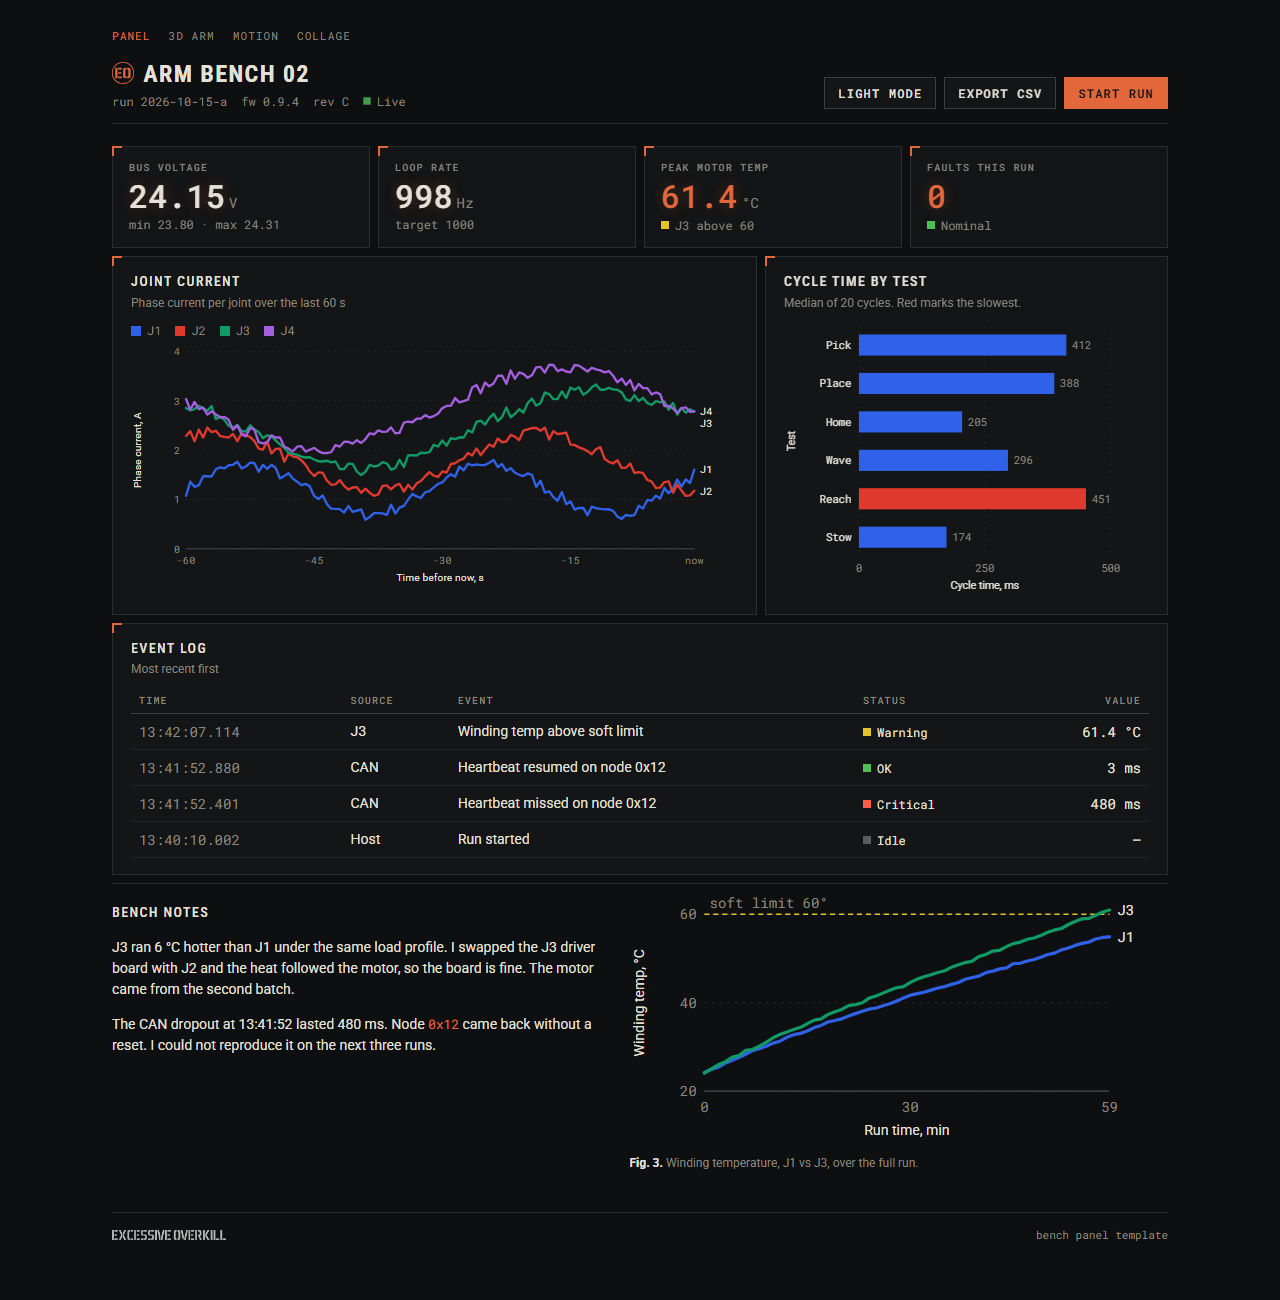 PANEL 3D ARM MOTION COLLAGE
EO ARM BENCH 02
run 2026-10-15-a fw 0.9.4 rev C Live
LIGHT MODE EXPORT CSV START RUN
BUS VOLTAGE
24.15 V
min 23.80 · max 24.31
LOOP RATE
998 Hz
target 1000
PEAK MOTOR TEMP
61.4 °C
J3 above 60
FAULTS THIS RUN
0
Nominal
JOINT CURRENT
Phase current per joint over the last 60 s
J1 J2 J3 J4
4
3
2
1
0
Phase current, A
J4
J3
J1
J2
-60 -45 -30 -15 now
Time before now, s
CYCLE TIME BY TEST
Median of 20 cycles. Red marks the slowest.
Test
Pick 412
Place 388
Home 205
Wave 296
Reach 451
Stow 174
0 250 500
Cycle time, ms
EVENT LOG
Most recent first
TIME SOURCE EVENT STATUS VALUE
13:42:07.114 J3 Winding temp above soft limit Warning 61.4 °C
13:41:52.880 CAN Heartbeat resumed on node 0x12 OK 3 ms
13:41:52.401 CAN Heartbeat missed on node 0x12 Critical 480 ms
13:40:10.002 Host Run started Idle —
BENCH NOTES
J3 ran 6 °C hotter than J1 under the same load profile. I swapped the J3 driver
board with J2 and the heat followed the motor, so the board is fine. The motor
came from the second batch.
The CAN dropout at 13:41:52 lasted 480 ms. Node 0x12 came back without a
reset. I could not reproduce it on the next three runs.
soft limit 60°
60
40
20
Winding temp, °C
J3
J1
0 30 59
Run time, min
Fig. 3. Winding temperature, J1 vs J3, over the full run.
EXCESSIVE OVERKILL
bench panel template